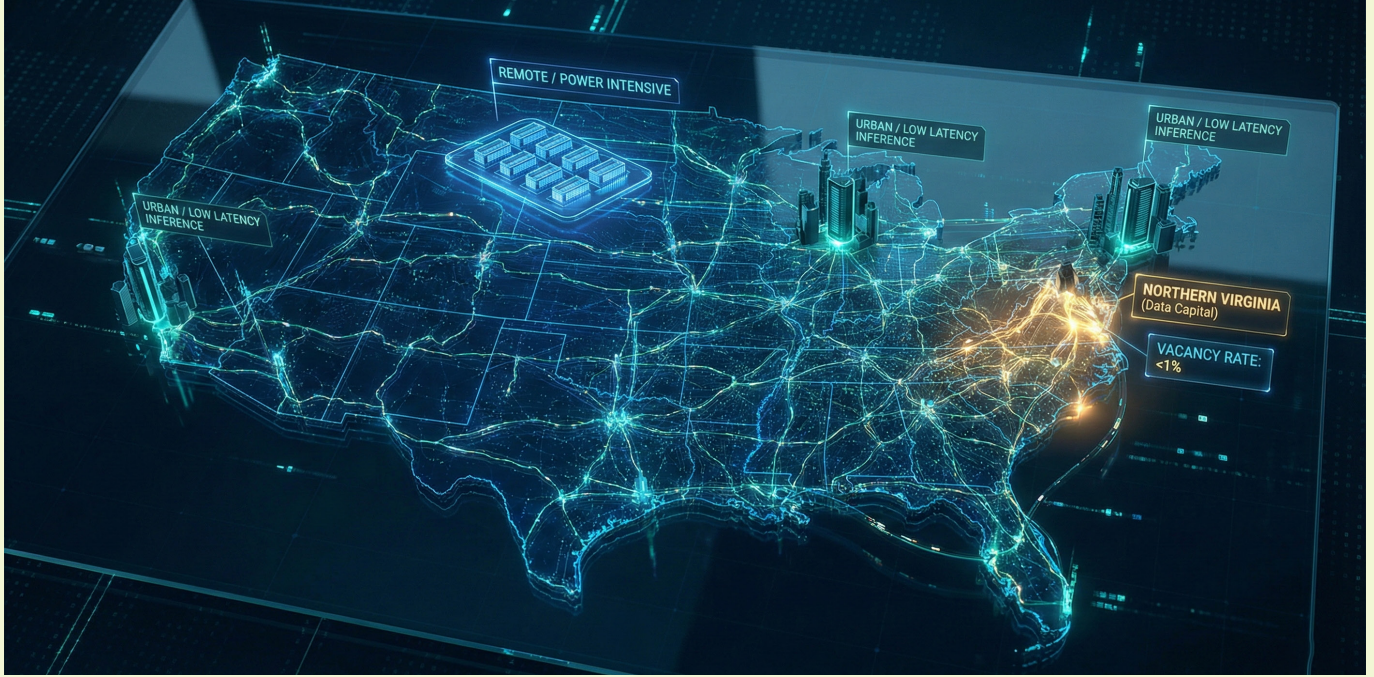 REMOTE / POWER INTENSIVE
URBAN / LOW LATENCY
INFERENCE
URBAN / LOW LATENCY
INFERENCE
URBAN / LOW LATENCY
INFERENCE
NORTHERN VIRGINIA
(Data Capital)
VACANCY RATE:
<1%